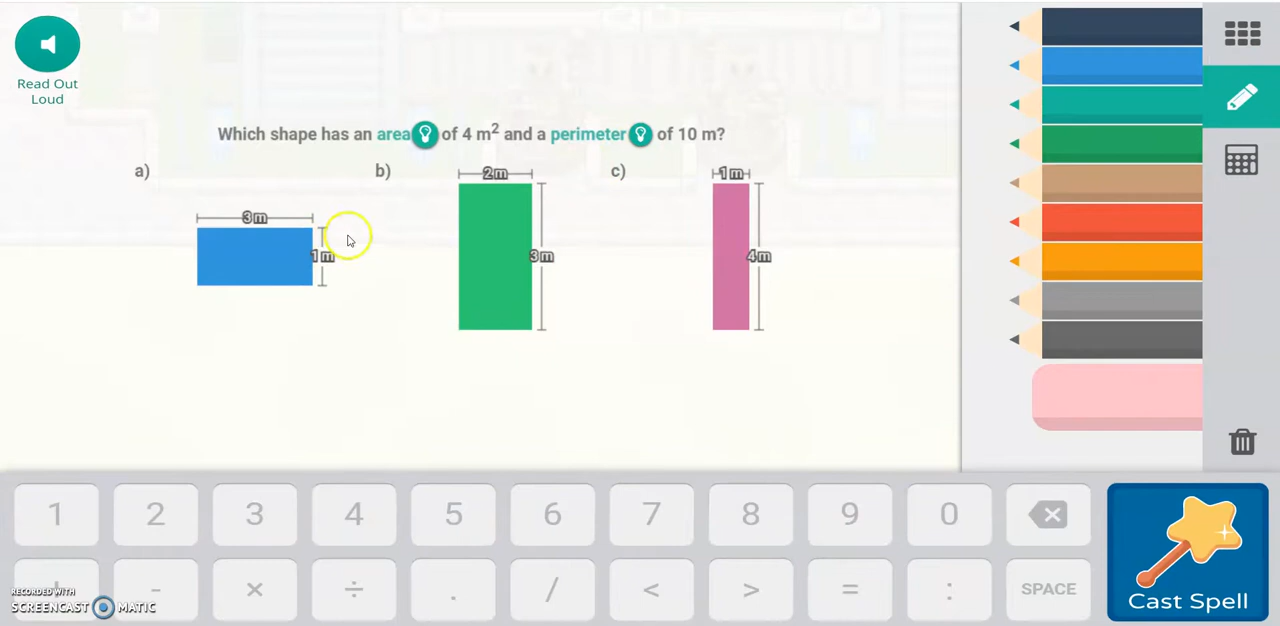 Read Out
Loud
Which shape has an area of 4 m² and a perimeter of 10 m?
a)
b)
c)
3 m
1 m
2 m
3 m
1 m
4 m
1 2 3 4 5 6 7 8 9 0
+ - × ÷ . / < > = : SPACE
Cast Spell
RECORDED WITH
SCREENCAST MATIC